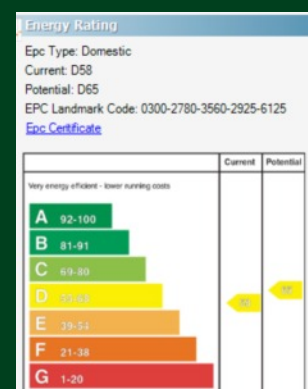 Energy Rating
Epc Type: Domestic
Current: D58
Potential: D65
EPC Landmark Code: 0300-2780-3560-2925-6125
Epc Certificate
Current Potential
Very energy efficient - lower running costs
A 92-100
B 81-91
C 69-80
D
E 39-54
F 21-38
G 1-20